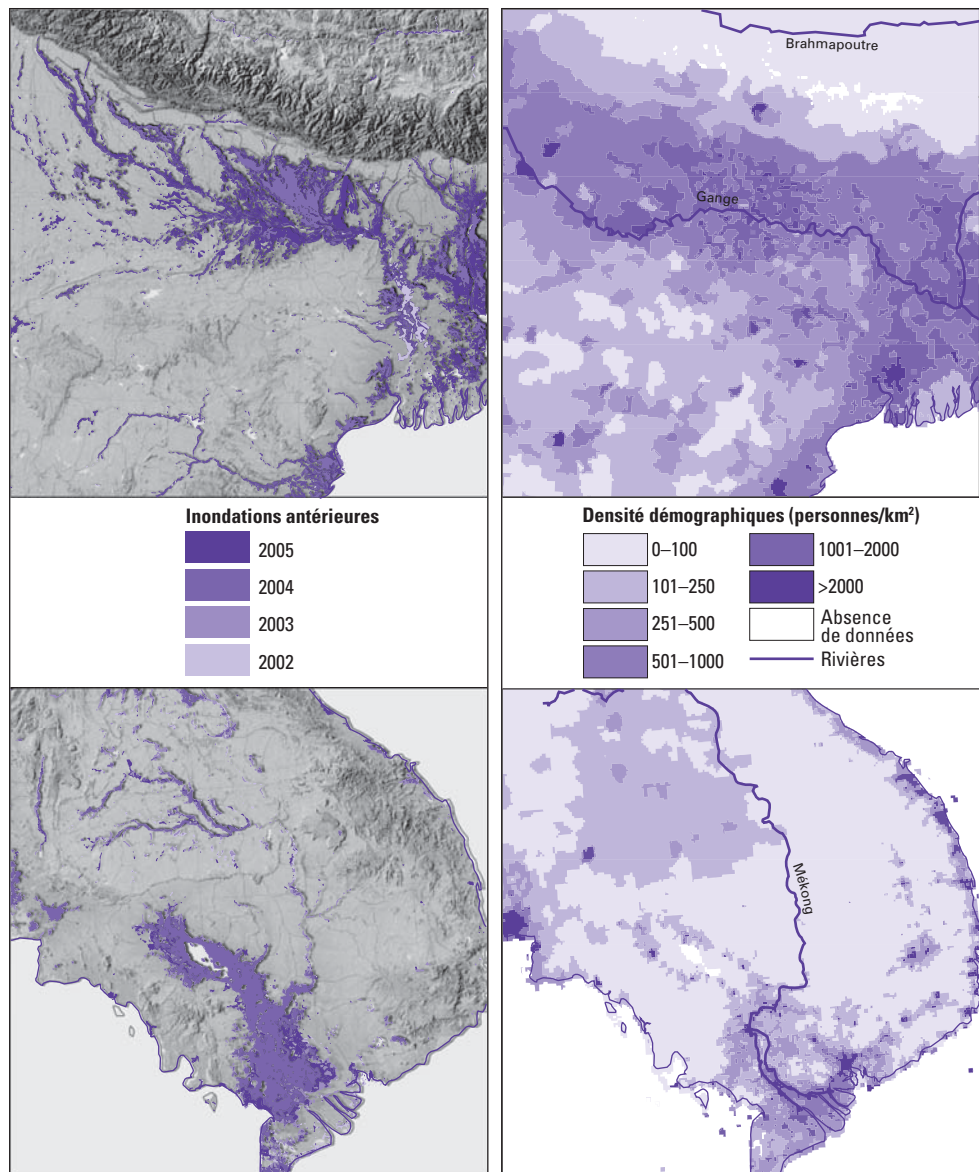 Brahmapoutre
Gange
Inondations antérieures
2005
2004
2003
2002
Densité démographiques (personnes/km²)
0–100
101–250
251–500
501–1000
1001–2000
>2000
Absence
de données
Rivières
Mékong